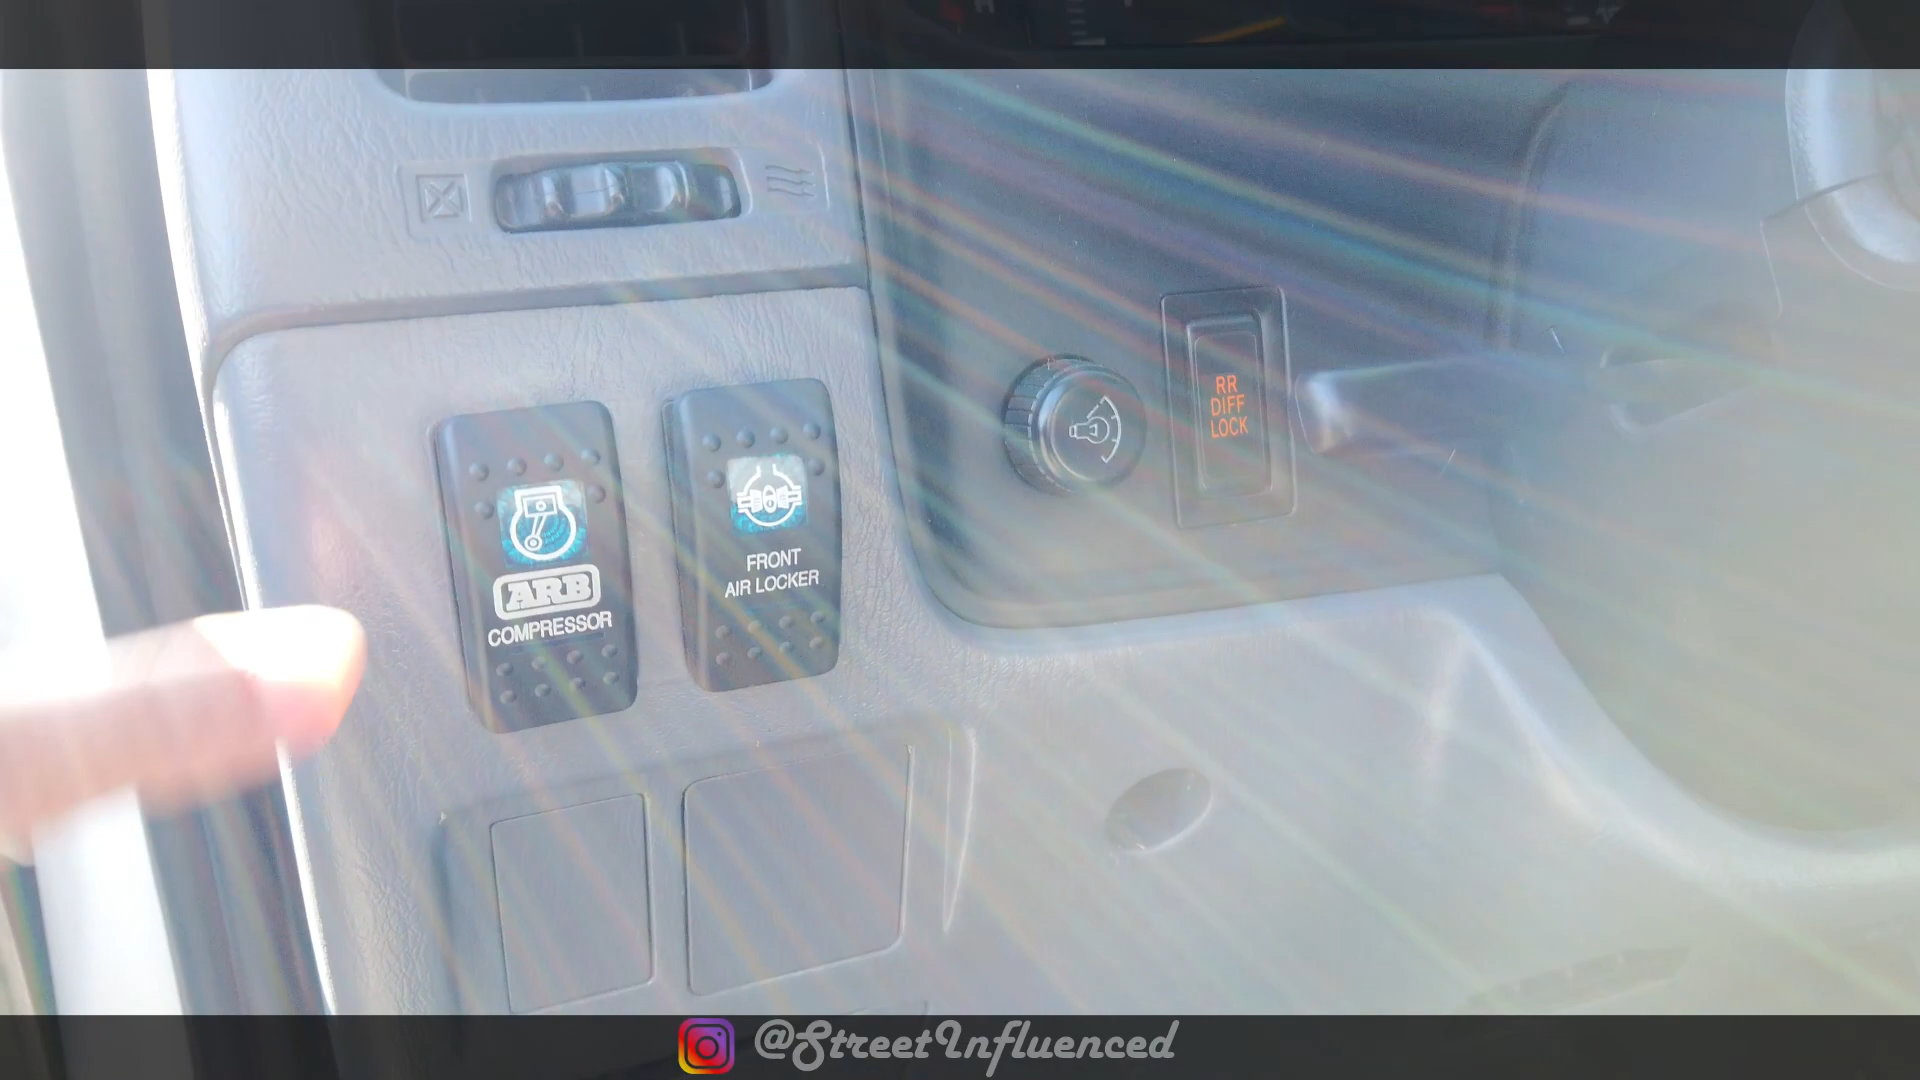 ARB
COMPRESSOR
FRONT
AIR LOCKER
RR
DIFF
LOCK
@StreetInfluenced